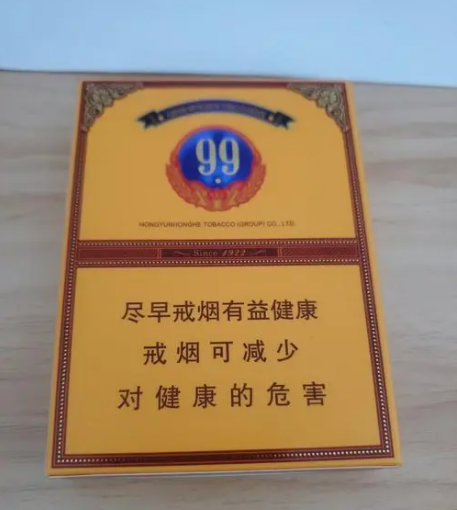 99
HONGYUNHONGHE TOBACCO (GROUP) CO., LTD.
Since 1922
尽早戒烟有益健康
戒烟可减少
对健康的危害